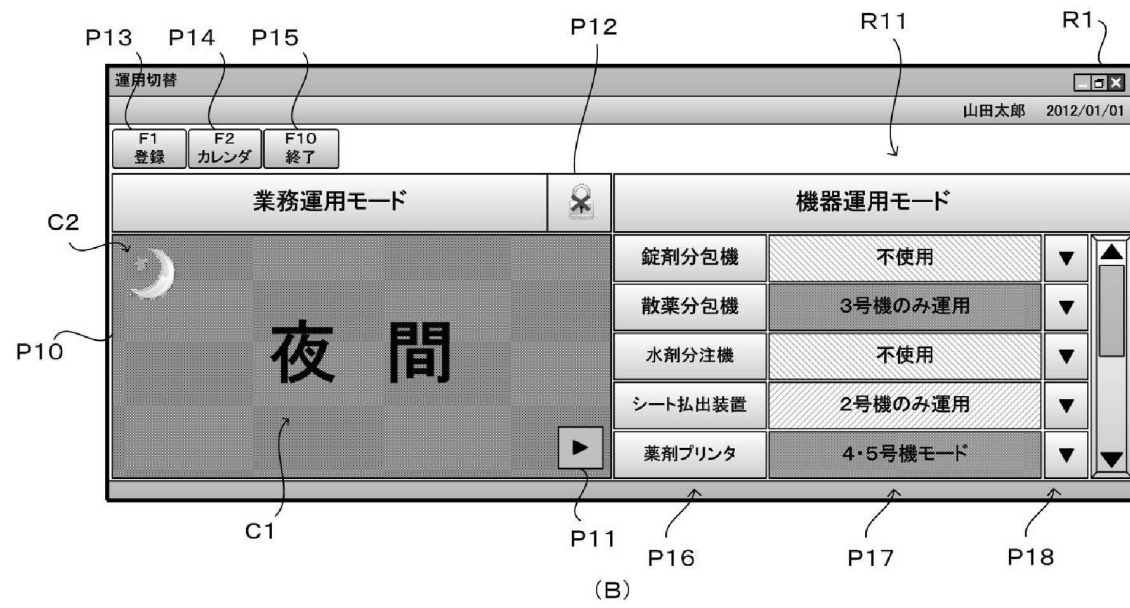 P13 P14 P15 P12 R11 R1
運用切替
山田太郎 2012/01/01
F1 F2 F10
登録 カレンダ 終了
業務運用モード 機器運用モード
C2
錠剤分包機 不使用 ▼
散薬分包機 3号機のみ運用 ▼
P10
夜間
水剤分注機 不使用 ▼
シート払出装置 2号機のみ運用 ▼
薬剤プリンタ 4・5号機モード ▼
C1 P11 P16 P17 P18
(B)